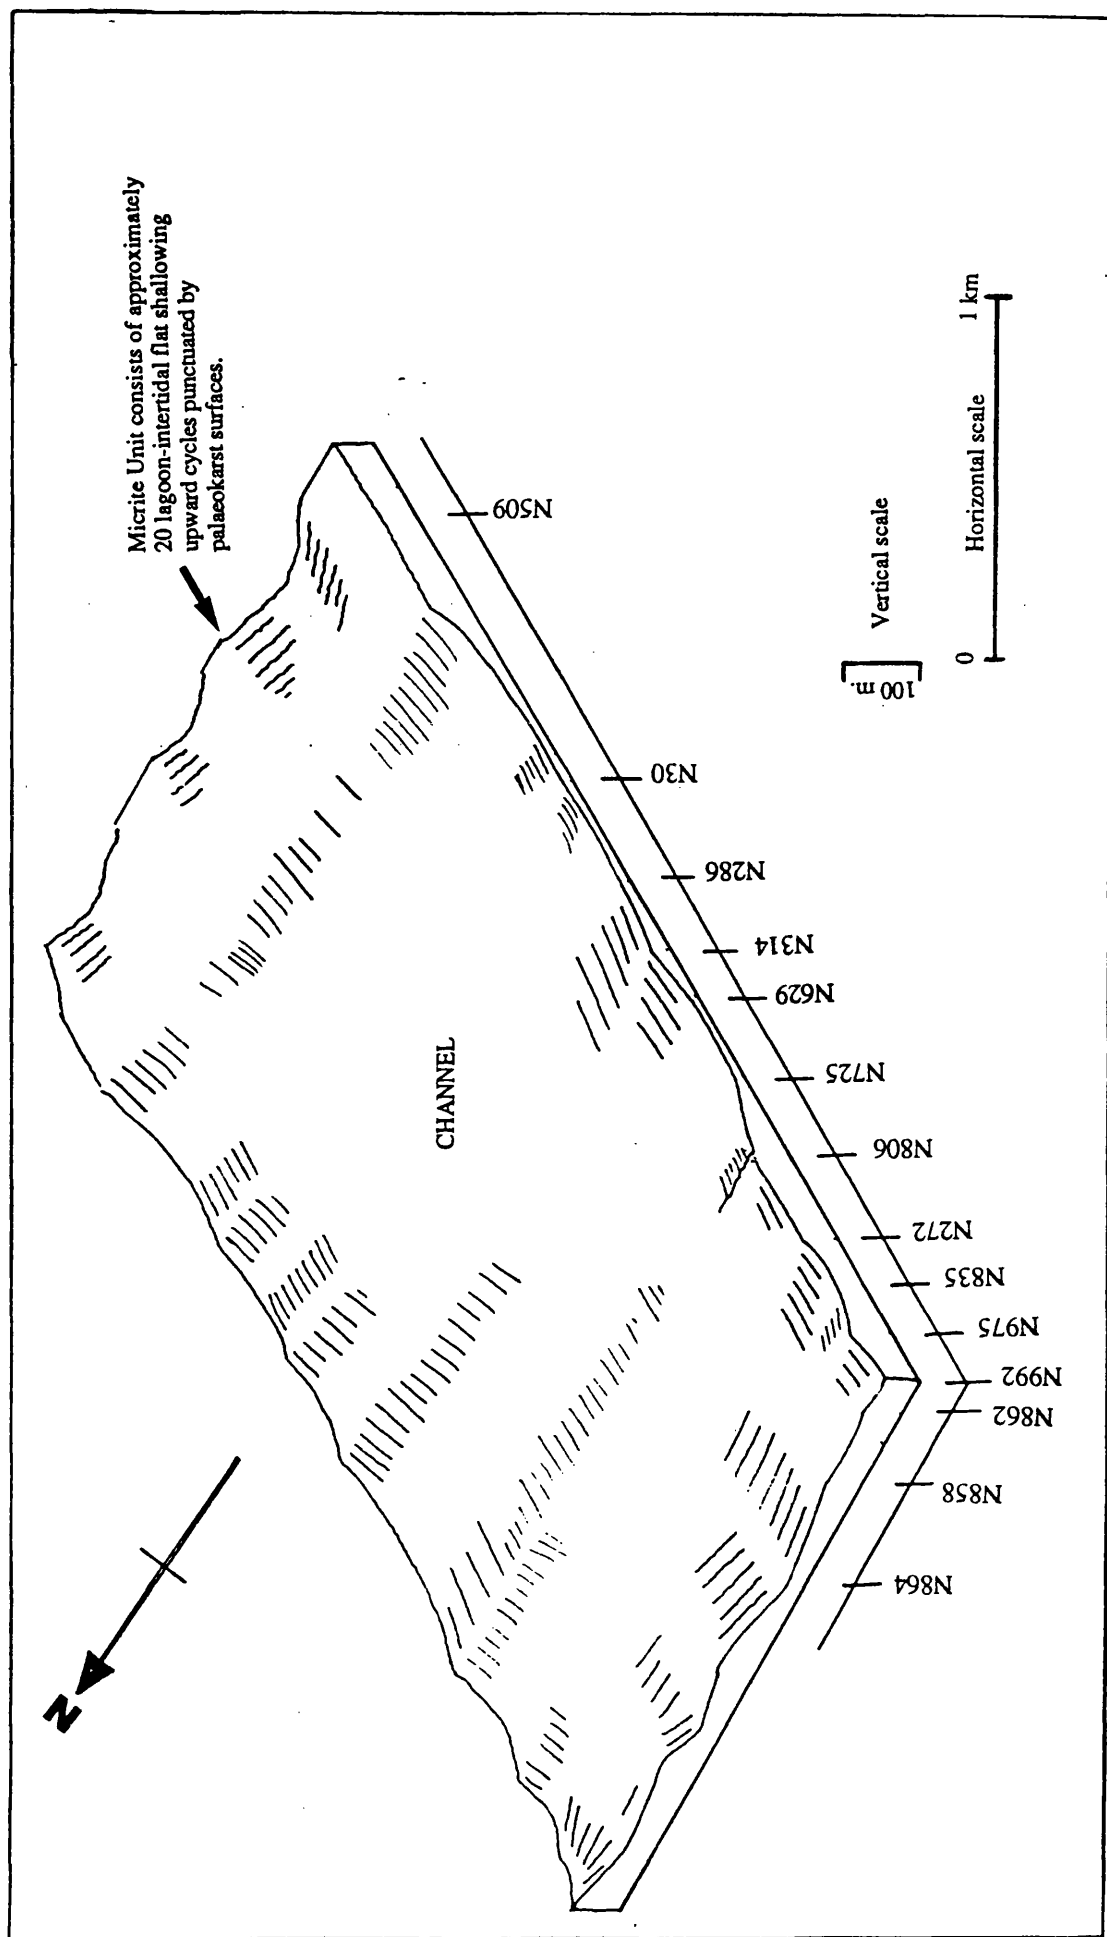 Micrite Unit consists of approximately
20 lagoon-intertidal flat shallowing
upward cycles punctuated by
palaeokarst surfaces.
N
CHANNEL
N509
N30
N286
N314
N629
N725
N806
N272
N835
N975
N992
N862
N858
N864
Vertical scale
100 m.
0
1 km
Horizontal scale